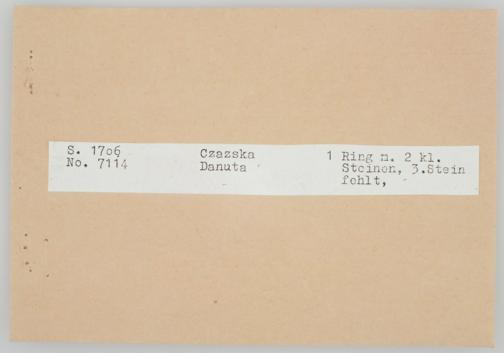 S. 1706 Czazska 1 Ring m. 2 kl.
No. 7114 Danuta Steinen, 3.Stein
fehlt,